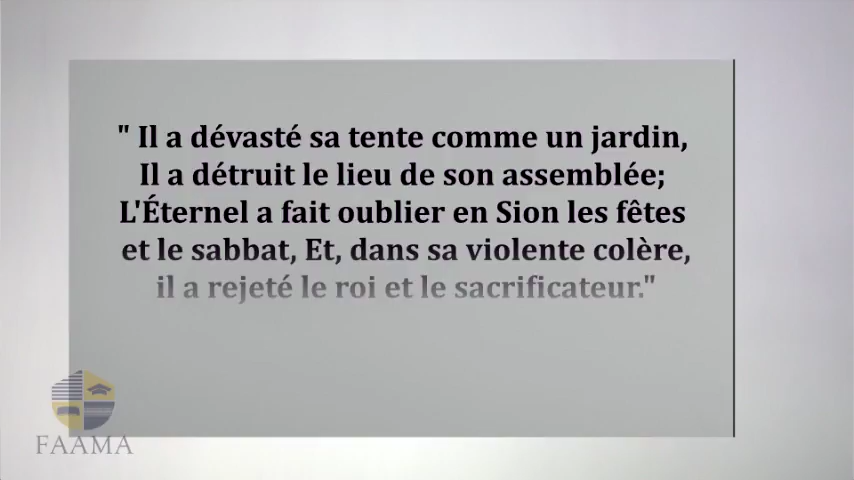 " Il a dévasté sa tente comme un jardin,
Il a détruit le lieu de son assemblée;
L'Éternel a fait oublier en Sion les fêtes
et le sabbat, Et, dans sa violente colère,
il a rejeté le roi et le sacrificateur."
FAAMA